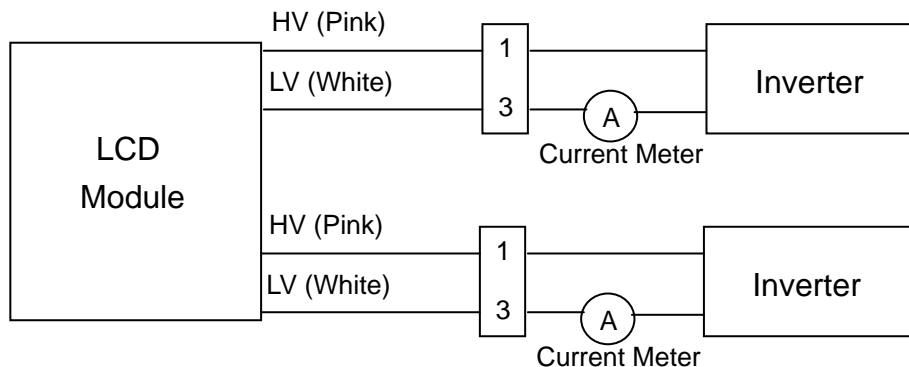 HV (Pink)
1
LV (White)
3
A
Current Meter
Inverter
LCD
Module
HV (Pink)
1
LV (White)
3
A
Current Meter
Inverter